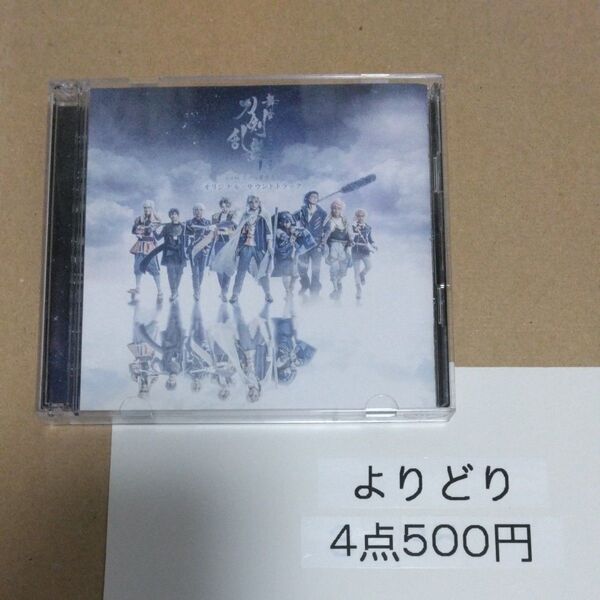 舞台
刀剣乱舞
オリジナル・サウンドトラック
よりどり
4点500円